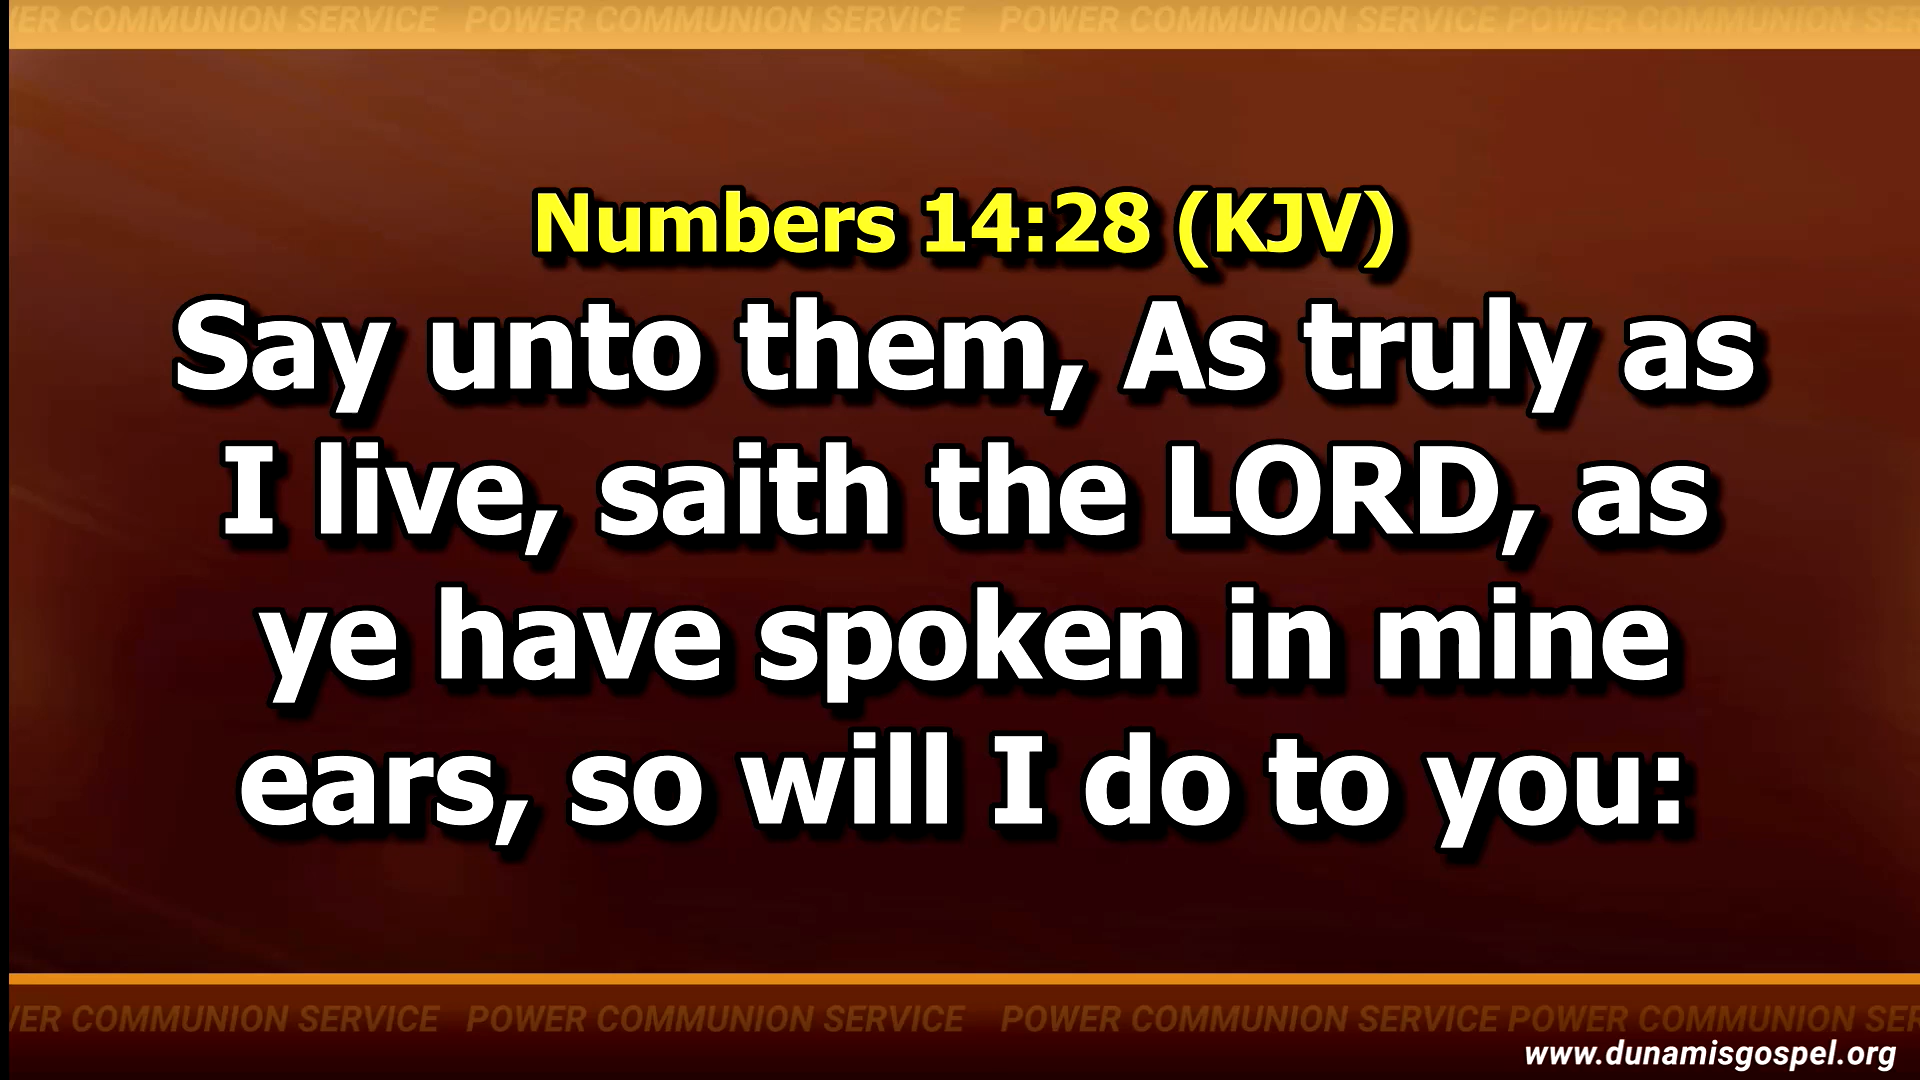 ER COMMUNION SERVICE POWER COMMUNION SERVICE POWER COMMUNION SERVICE POWER COMMUNION SER
Numbers 14:28 (KJV)
Say unto them, As truly as
I live, saith the LORD, as
ye have spoken in mine
ears, so will I do to you:
ER COMMUNION SERVICE POWER COMMUNION SERVICE POWER COMMUNION SERVICE POWER COMMUNION SER
www.dunamisgospel.org